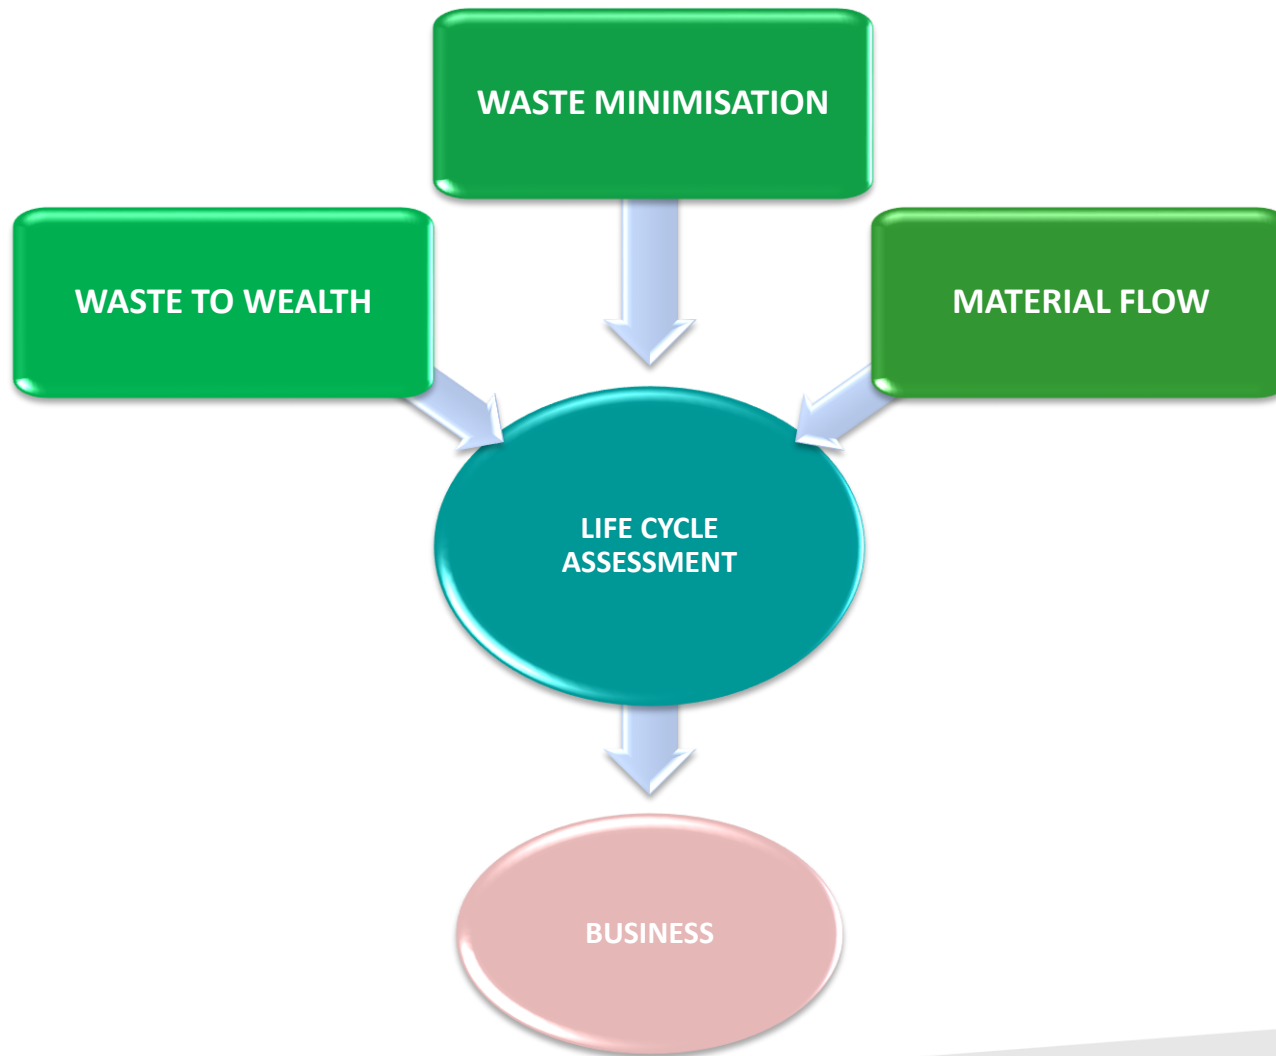 WASTE MINIMISATION
WASTE TO WEALTH
MATERIAL FLOW
LIFE CYCLE
ASSESSMENT
BUSINESS